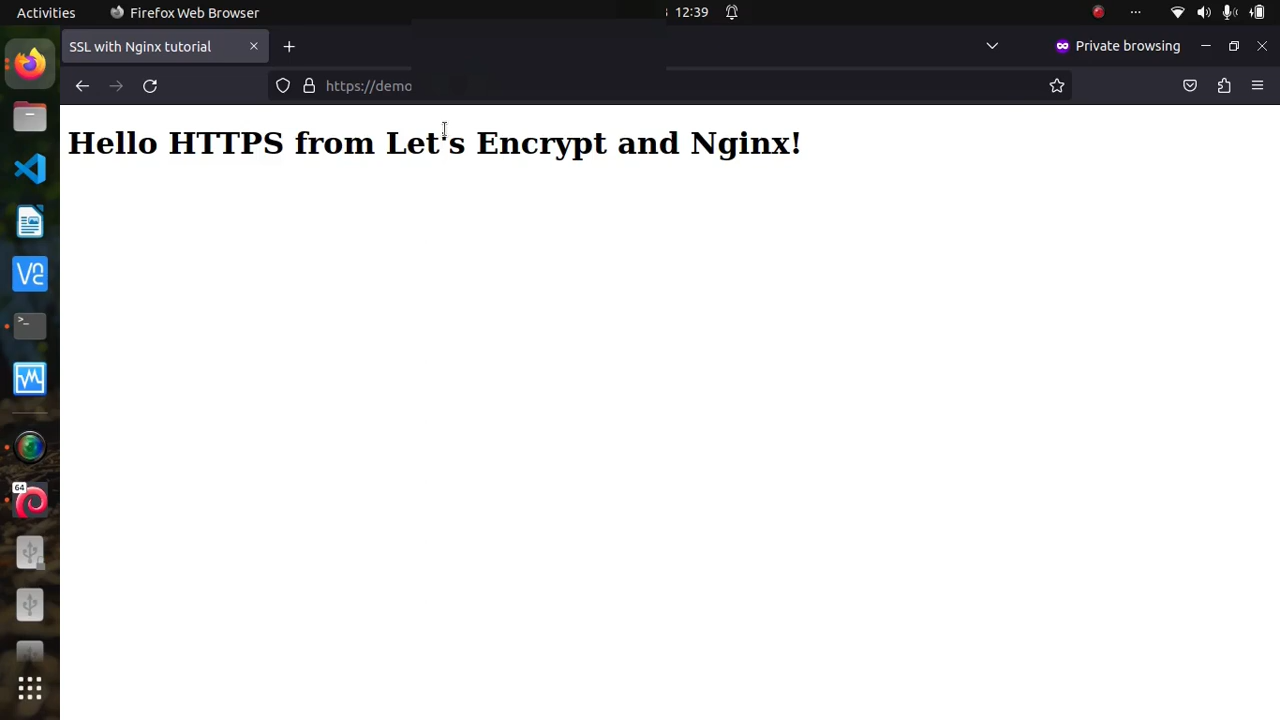 Activities
Firefox Web Browser
12:39
SSL with Nginx tutorial
Private browsing
https://demo
Hello HTTPS from Let's Encrypt and Nginx!
64